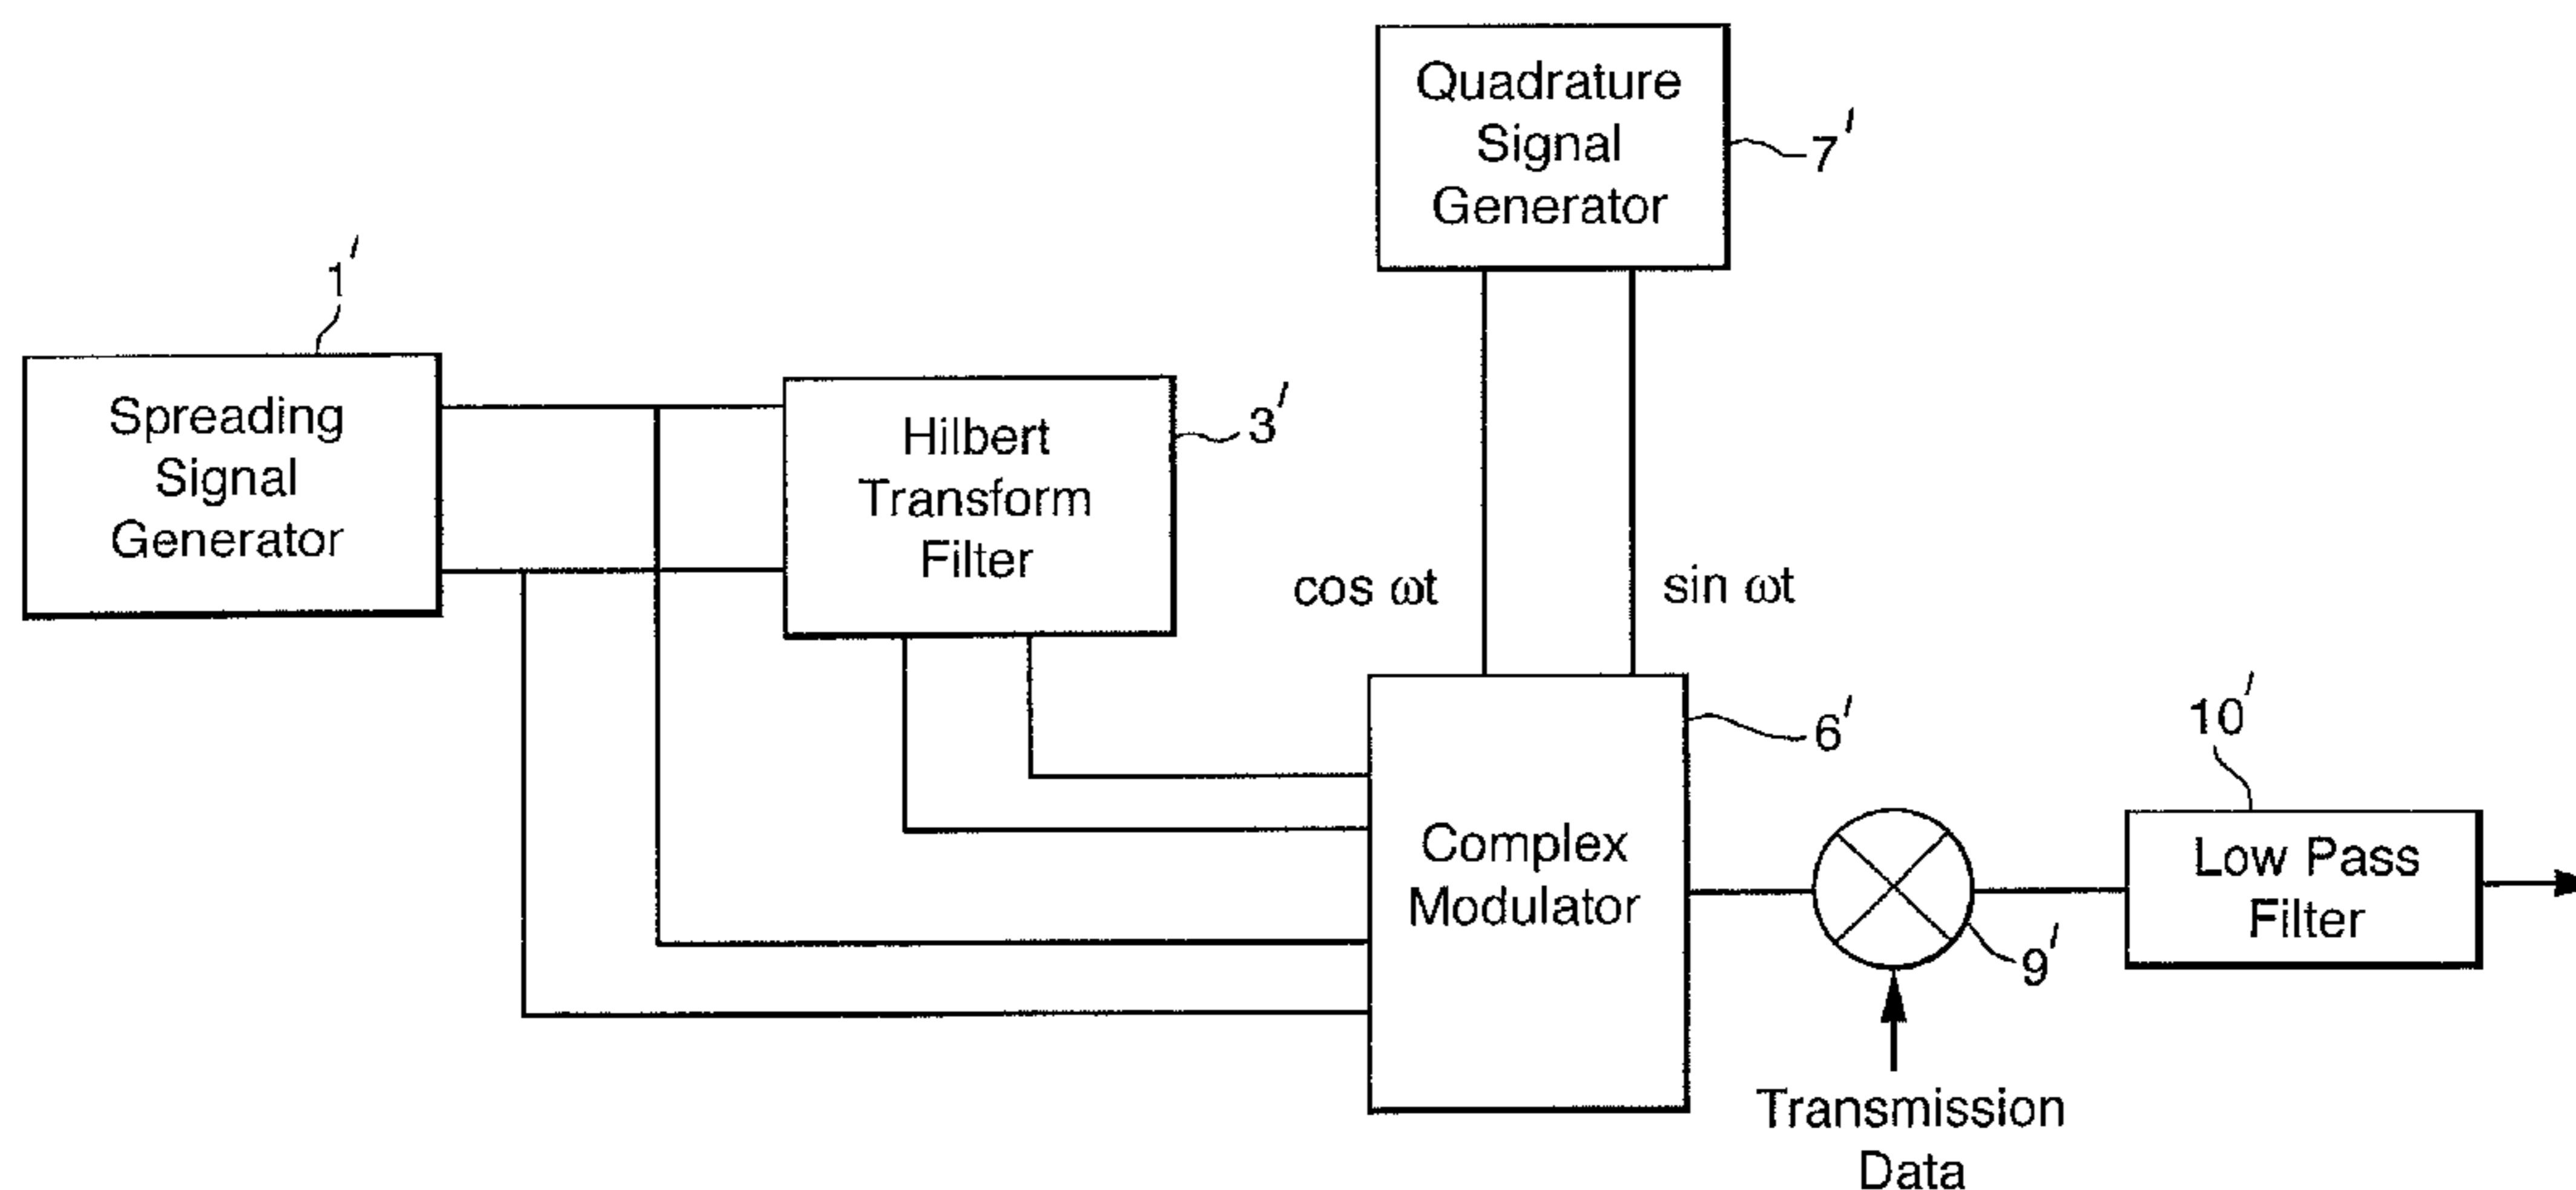 Quadrature
Signal
Generator
7'
1'
Spreading
Signal
Generator
Hilbert
Transform
Filter
3'
cos ωt
sin ωt
6'
10'
Complex
Modulator
Low Pass
Filter
9'
Transmission
Data